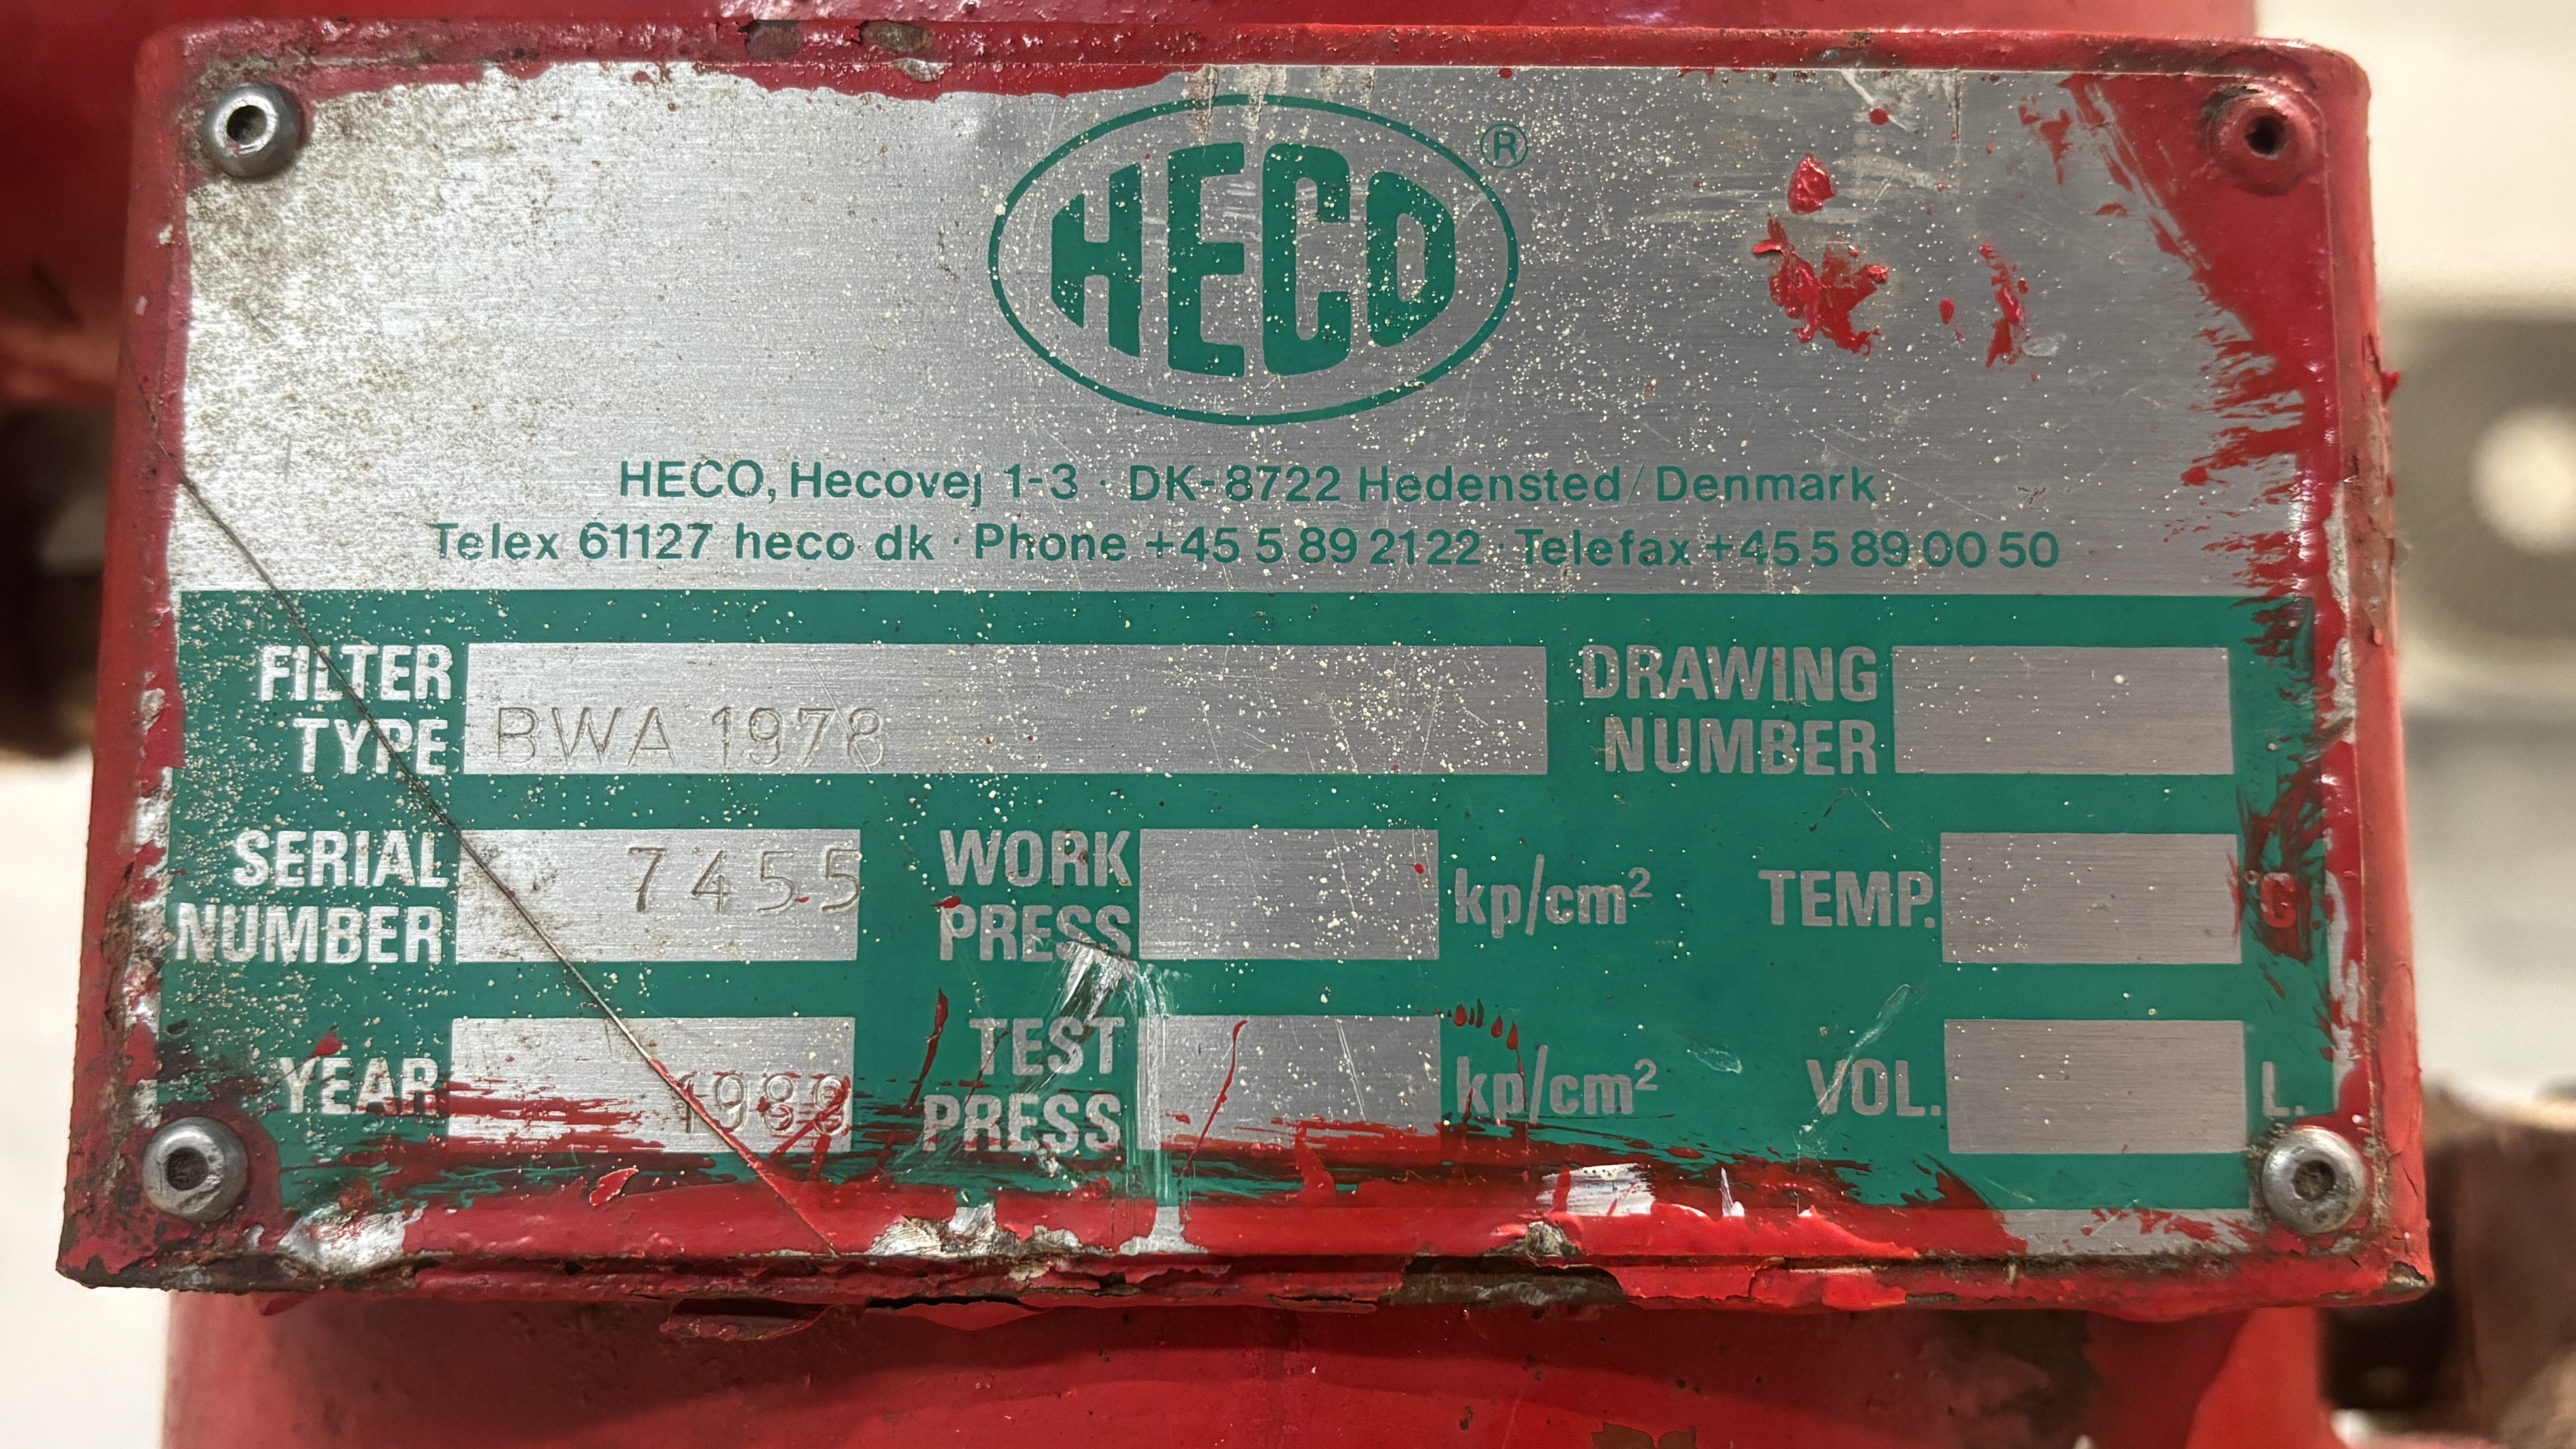 HECO®
HECO, Hecovej 1-3 · DK-8722 Hedensted/Denmark
Telex 61127 heco dk · Phone +45 5 89 2122 · Telefax +45 5 89 00 50
FILTER TYPE BWA 1978 DRAWING NUMBER
SERIAL NUMBER 7455 WORK PRESS kp/cm² TEMP. °C
YEAR 1989 TEST PRESS kp/cm² VOL. L.